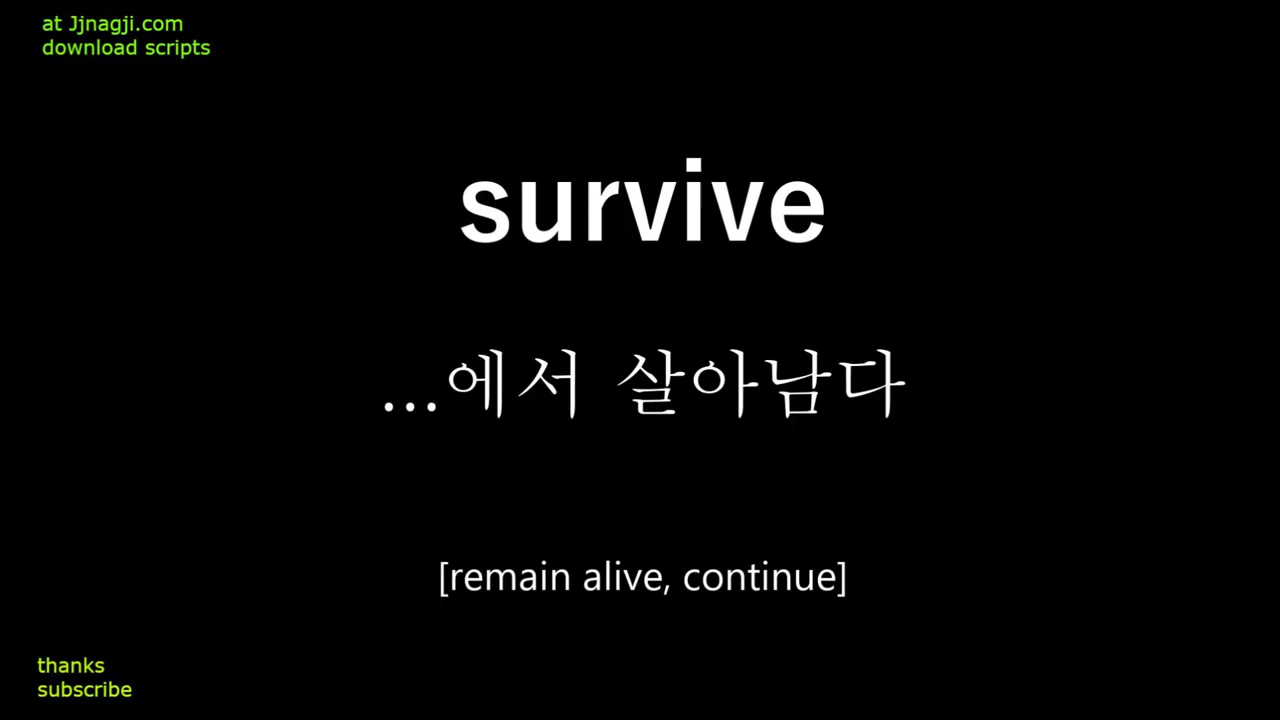 at Jjnagji.com
download scripts
survive
...에서 살아남다
[remain alive, continue]
thanks
subscribe